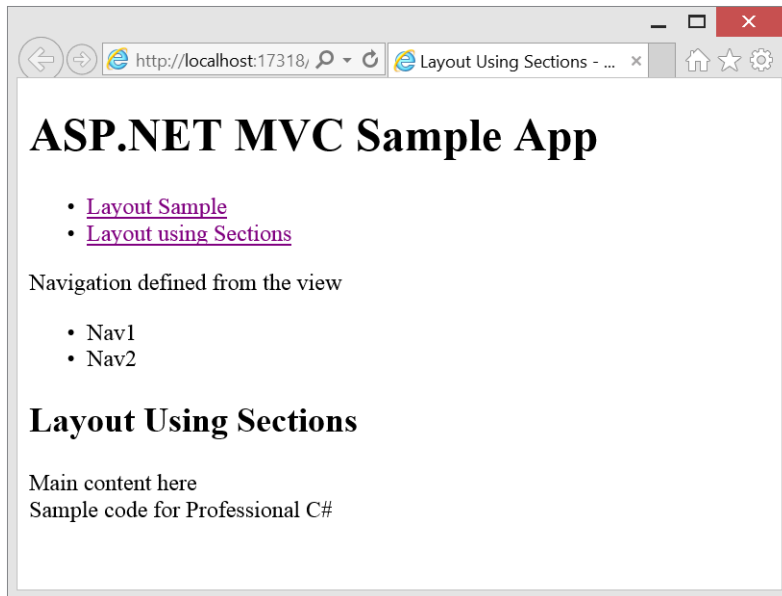 http://localhost:17318/
Layout Using Sections - ...
ASP.NET MVC Sample App
Layout Sample
Layout using Sections
Navigation defined from the view
Nav1
Nav2
Layout Using Sections
Main content here
Sample code for Professional C#